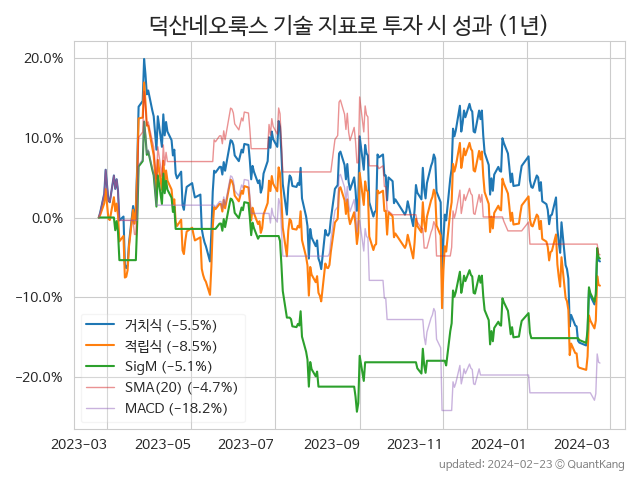 덕산네오룩스 기술 지표로 투자 시 성과 (1년)
20.0%
10.0%
0.0%
−10.0%
−20.0%
거치식 (−5.5%)
적립식 (−8.5%)
SigM (−5.1%)
SMA(20) (−4.7%)
MACD (−18.2%)
2023-03 2023-05 2023-07 2023-09 2023-11 2024-01 2024-03
updated: 2024-02-23 ⓒ QuantKang